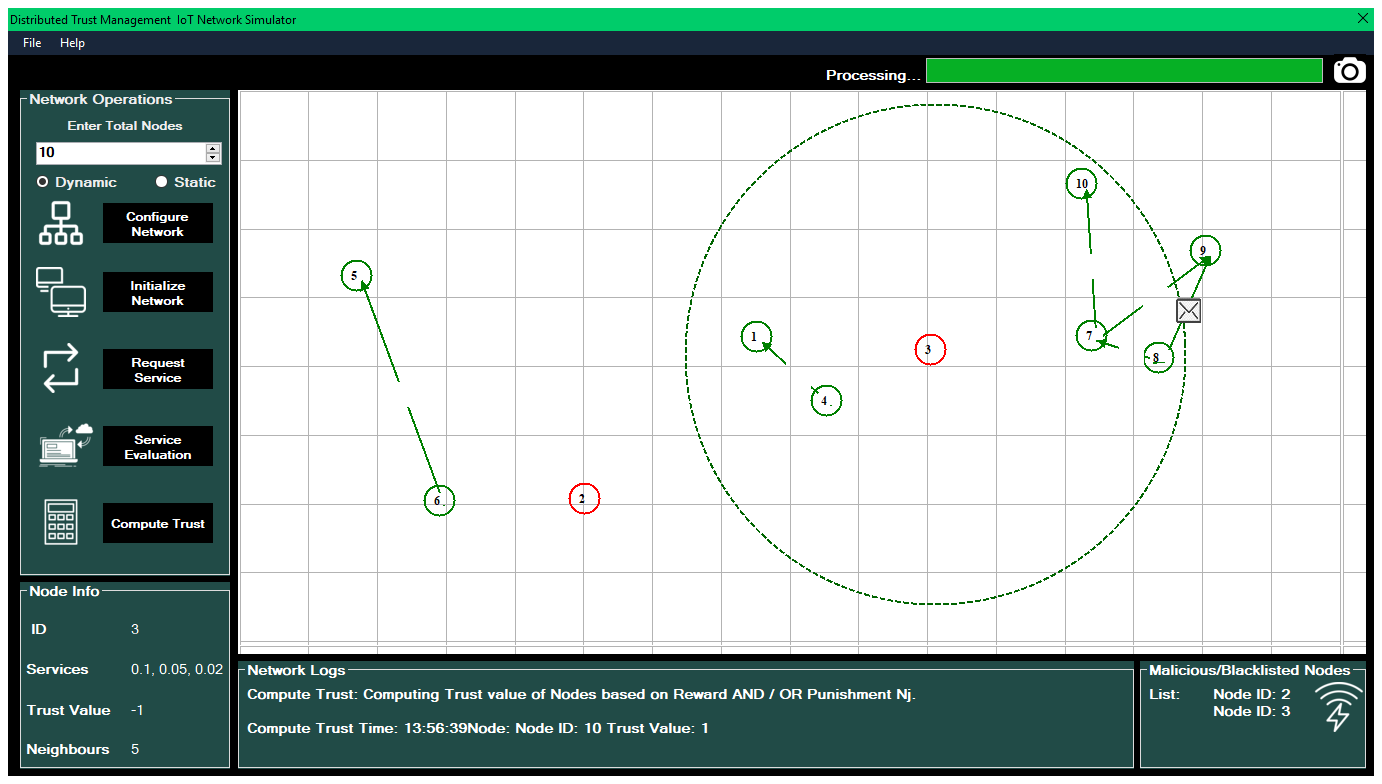 Distributed Trust Management IoT Network Simulator
File Help
Processing...
Network Operations
Enter Total Nodes
10
Dynamic Static
Configure
Network
Initialize
Network
Request
Service
Service
Evaluation
Compute Trust
10
9
5
1
7
3
8
4
6
2
Node Info
ID 3
Services 0.1, 0.05, 0.02
Trust Value -1
Neighbours 5
Network Logs
Compute Trust: Computing Trust value of Nodes based on Reward AND / OR Punishment Nj.
Compute Trust Time: 13:56:39Node: Node ID: 10 Trust Value: 1
Malicious/Blacklisted Nodes
List: Node ID: 2
Node ID: 3